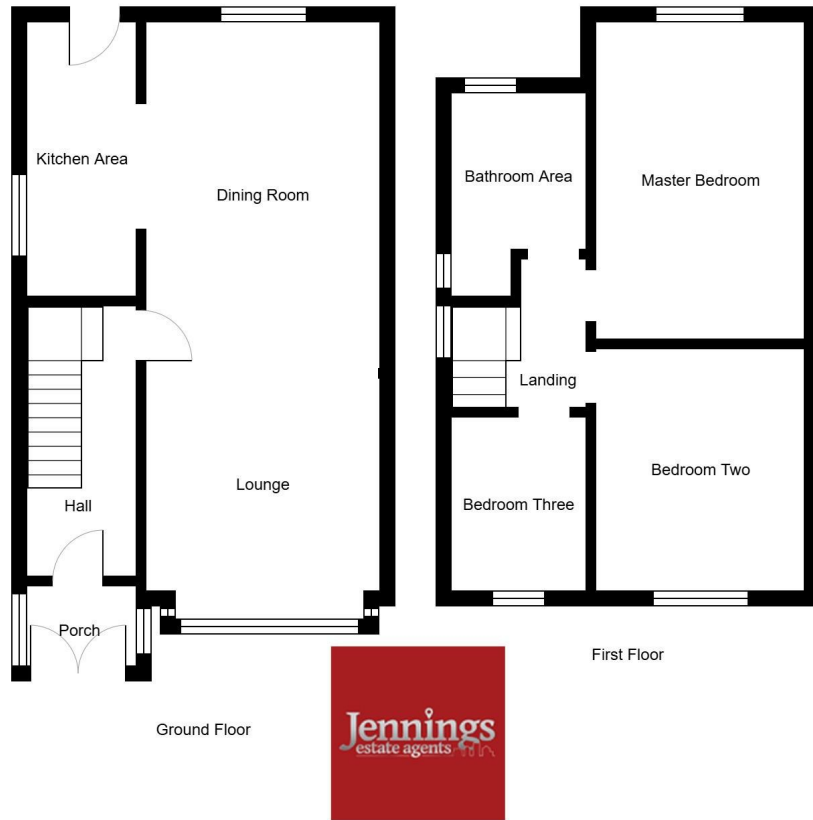 Kitchen Area
Dining Room
Lounge
Hall
Porch
Ground Floor
Bathroom Area
Master Bedroom
Landing
Bedroom Two
Bedroom Three
First Floor
Jennings
estate agents